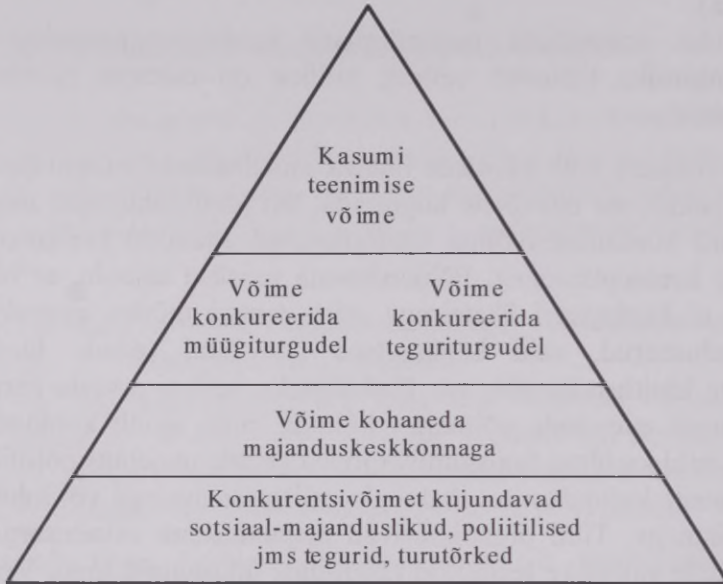 Kasumi
teenimise
võime
Võime
konkureerida
müügiturgudel
Võime
konkureerida
teguriturgudel
Võime kohaneda
majanduskeskkonnaga
Konkurentsivõimet kujundavad
sotsiaal-majanduslikud, poliitilised
jms tegurid, turutõrked